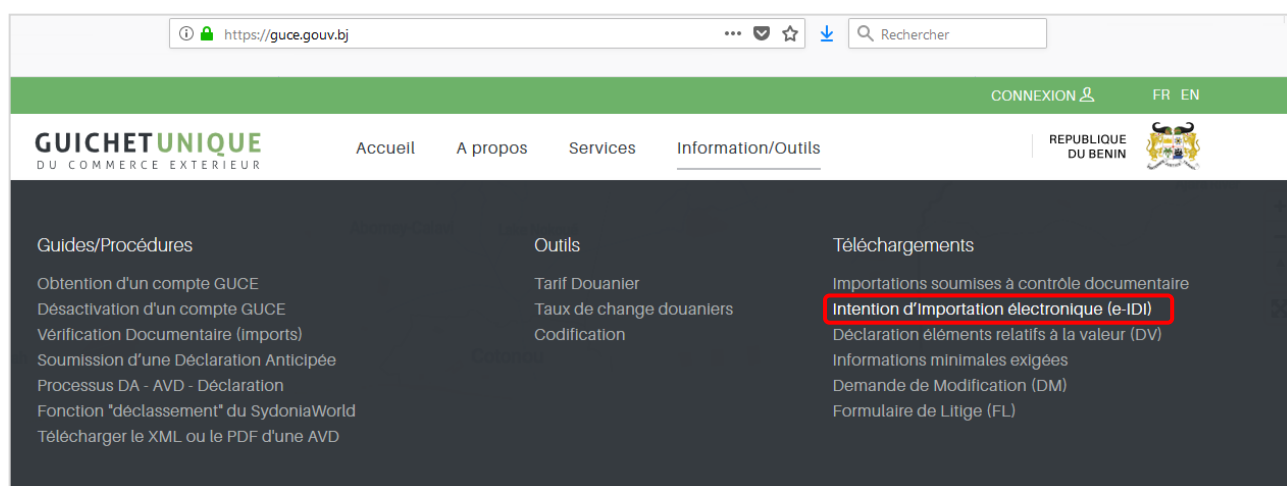 https://guce.gouv.bj
Rechercher
CONNEXION
FR EN
GUICHETUNIQUE
DU COMMERCE EXTERIEUR
Accueil
A propos
Services
Information/Outils
REPUBLIQUE
DU BENIN
Guides/Procédures
Obtention d'un compte GUCE
Désactivation d'un compte GUCE
Vérification Documentaire (imports)
Soumission d'une Déclaration Anticipée
Processus DA - AVD - Déclaration
Fonction "déclassement" du SydoniaWorld
Télécharger le XML ou le PDF d'une AVD
Outils
Tarif Douanier
Taux de change douaniers
Codification
Téléchargements
Importations soumises à contrôle documentaire
Intention d'Importation électronique (e-IDI)
Déclaration éléments relatifs à la valeur (DV)
Informations minimales exigées
Demande de Modification (DM)
Formulaire de Litige (FL)